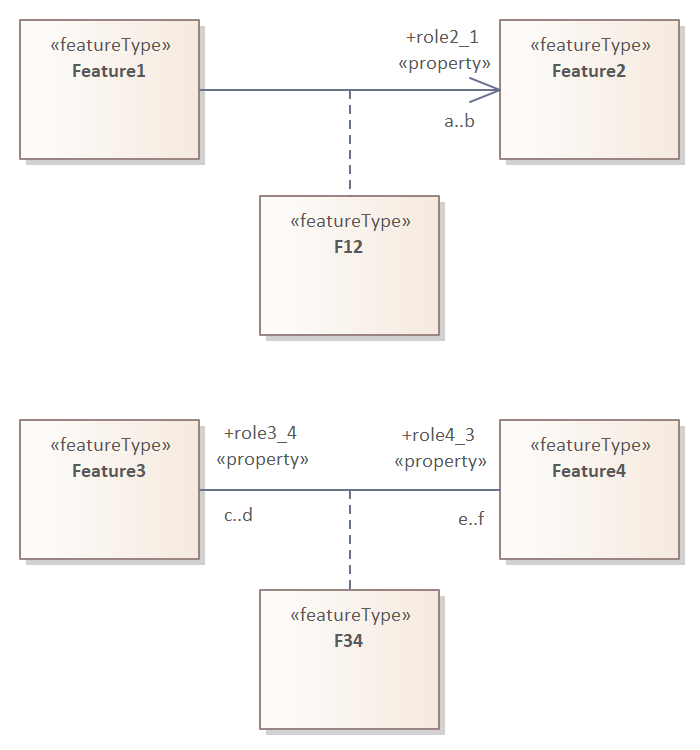 «featureType»
Feature1
+role2_1
«property»
a..b
«featureType»
Feature2
«featureType»
F12
«featureType»
Feature3
+role3_4
«property»
c..d
+role4_3
«property»
e..f
«featureType»
Feature4
«featureType»
F34